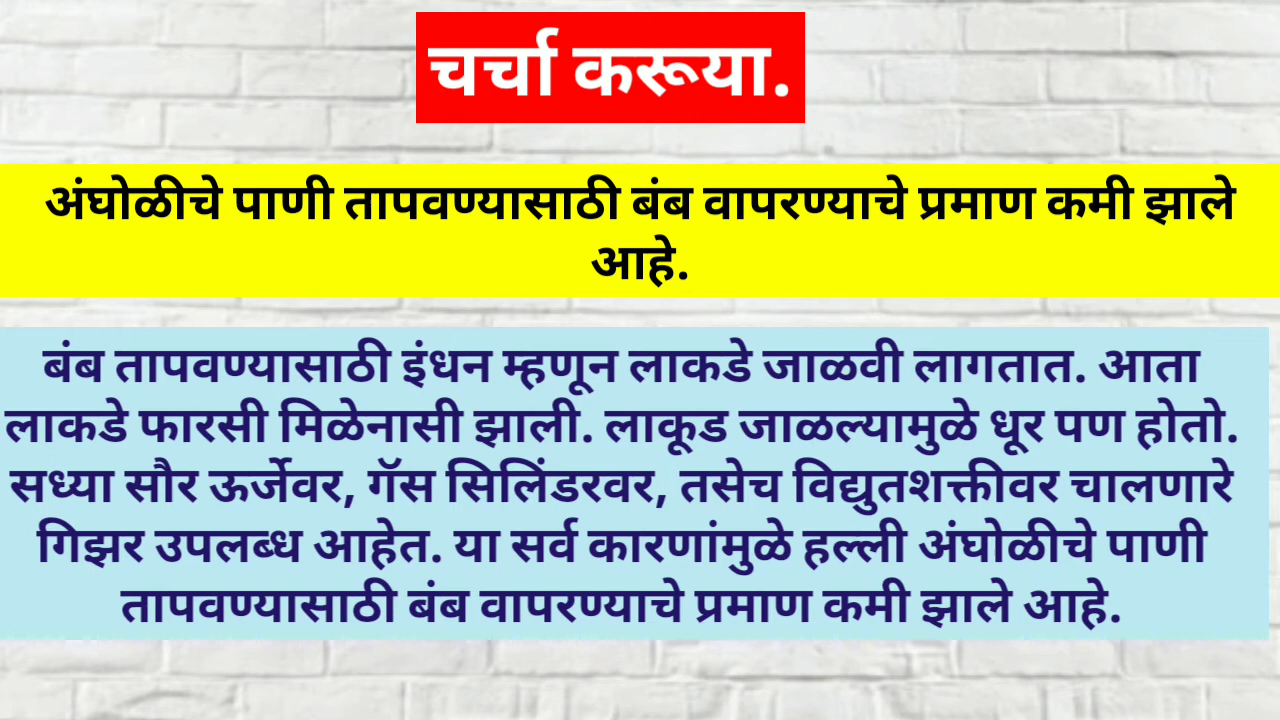 चर्चा करूया.
अंघोळीचे पाणी तापवण्यासाठी बंब वापरण्याचे प्रमाण कमी झाले
आहे.
बंब तापवण्यासाठी इंधन म्हणून लाकडे जाळवी लागतात. आता
लाकडे फारसी मिळेनासी झाली. लाकूड जाळल्यामुळे धूर पण होतो.
सध्या सौर ऊर्जेवर, गॅस सिलिंडरवर, तसेच विद्युतशक्तीवर चालणारे
गिझर उपलब्ध आहेत. या सर्व कारणांमुळे हल्ली अंघोळीचे पाणी
तापवण्यासाठी बंब वापरण्याचे प्रमाण कमी झाले आहे.